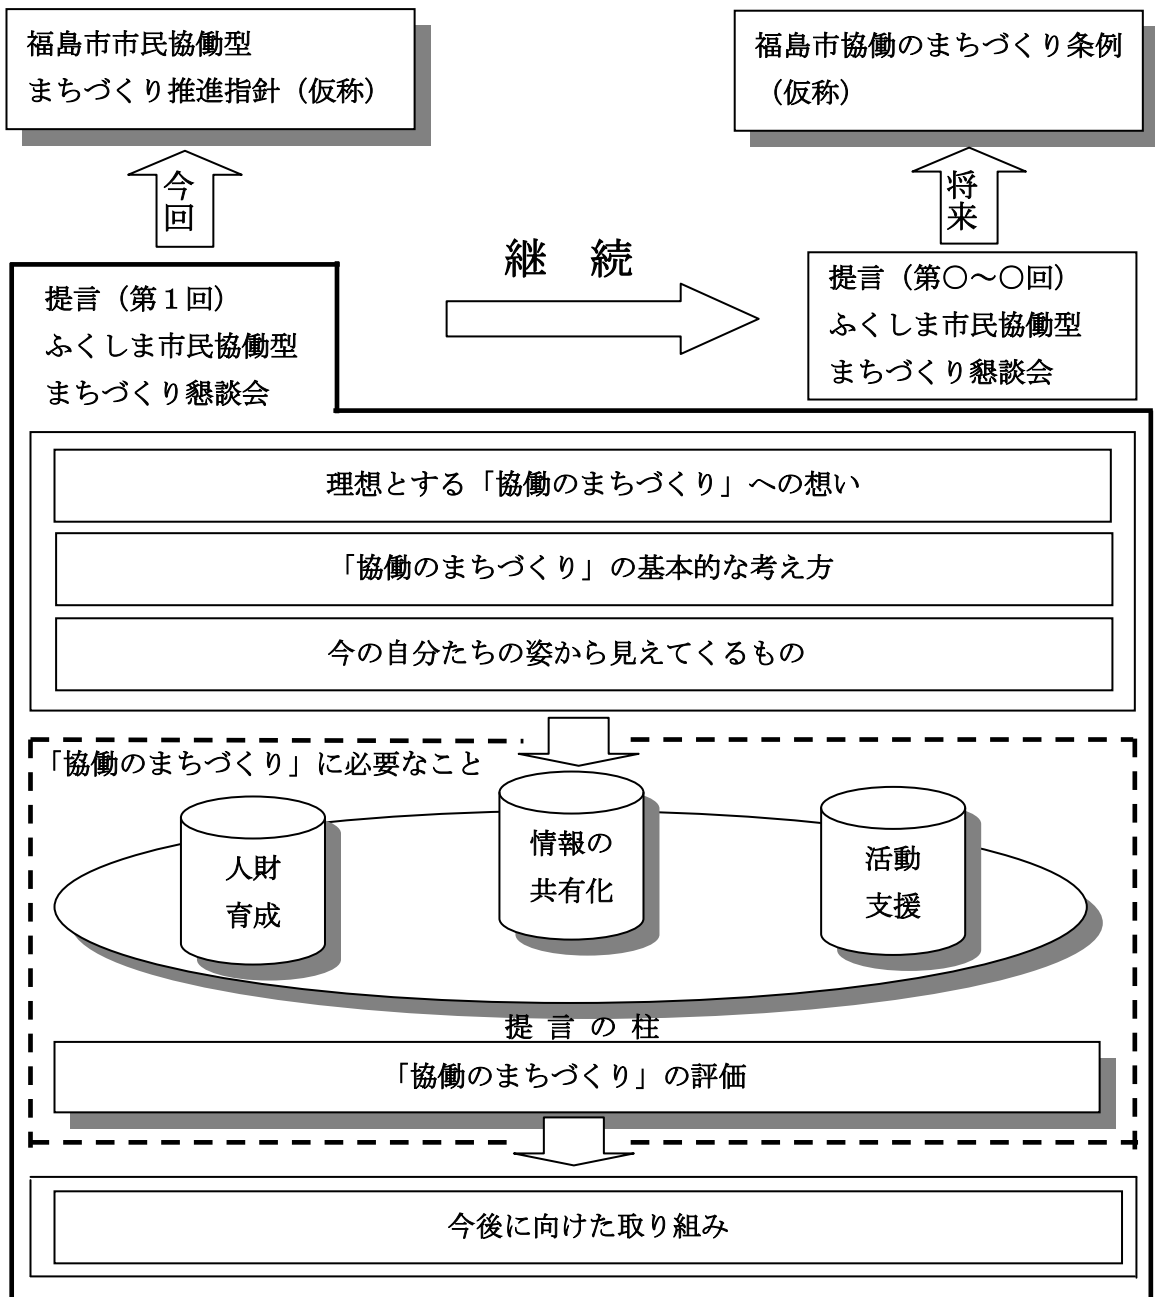 福島市市民協働型
まちづくり推進指針（仮称）
福島市協働のまちづくり条例
（仮称）
今回
将来
継 続
提言（第１回）
ふくしま市民協働型
まちづくり懇談会
提言（第○～○回）
ふくしま市民協働型
まちづくり懇談会
理想とする「協働のまちづくり」への想い
「協働のまちづくり」の基本的な考え方
今の自分たちの姿から見えてくるもの
「協働のまちづくり」に必要なこと
人財
育成
情報の
共有化
活動
支援
提 言 の 柱
「協働のまちづくり」の評価
今後に向けた取り組み